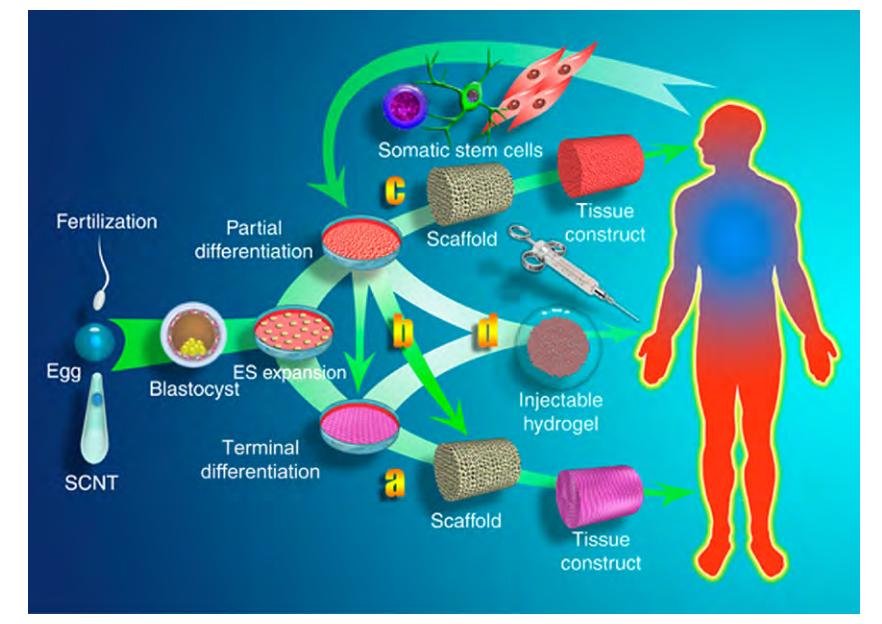 Somatic stem cells
c
Fertilization
Partial
differentiation
Scaffold
Tissue
construct
b
d
Egg
Blastocyst
ES expansion
Injectable
hydrogel
Terminal
differentiation
SCNT
a
Scaffold
Tissue
construct